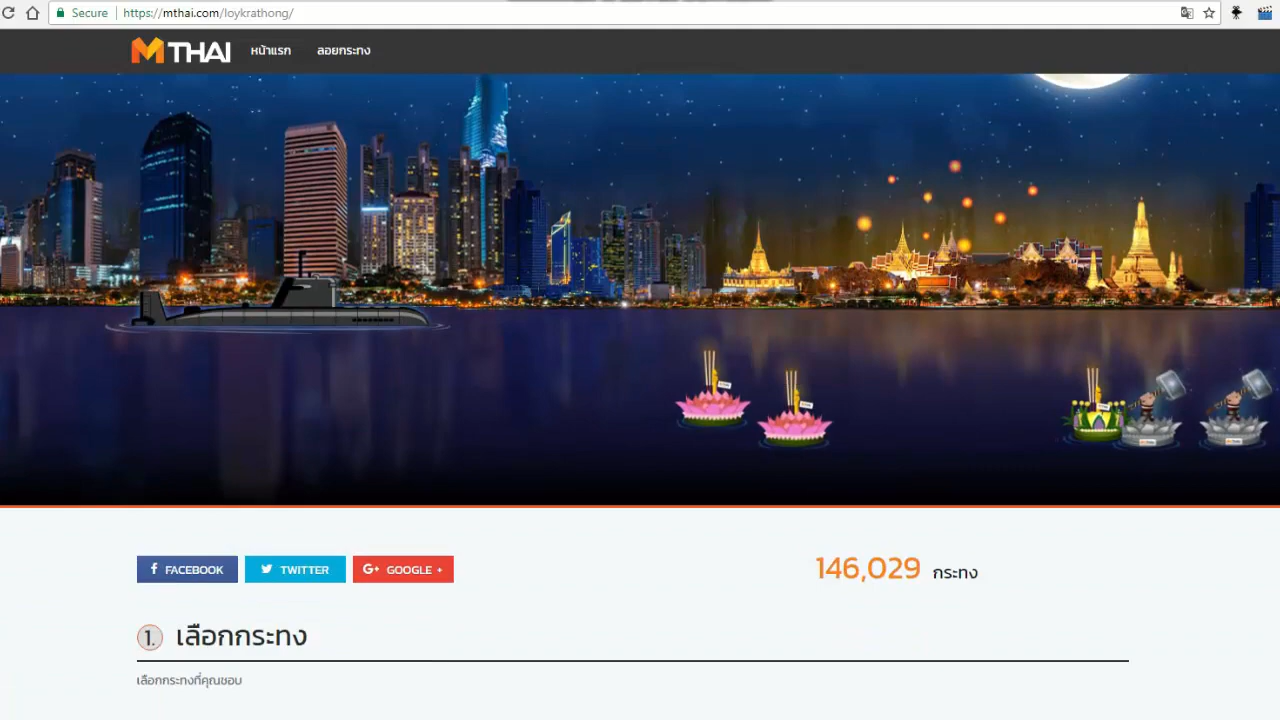 Secure
https://mthai.com/loykrathong/
MTHAI
หน้าแรก
ลอยกระทง
FACEBOOK
TWITTER
G+ GOOGLE +
146,029 กระทง
1. เลือกกระทง
เลือกกระทงที่คุณชอบ